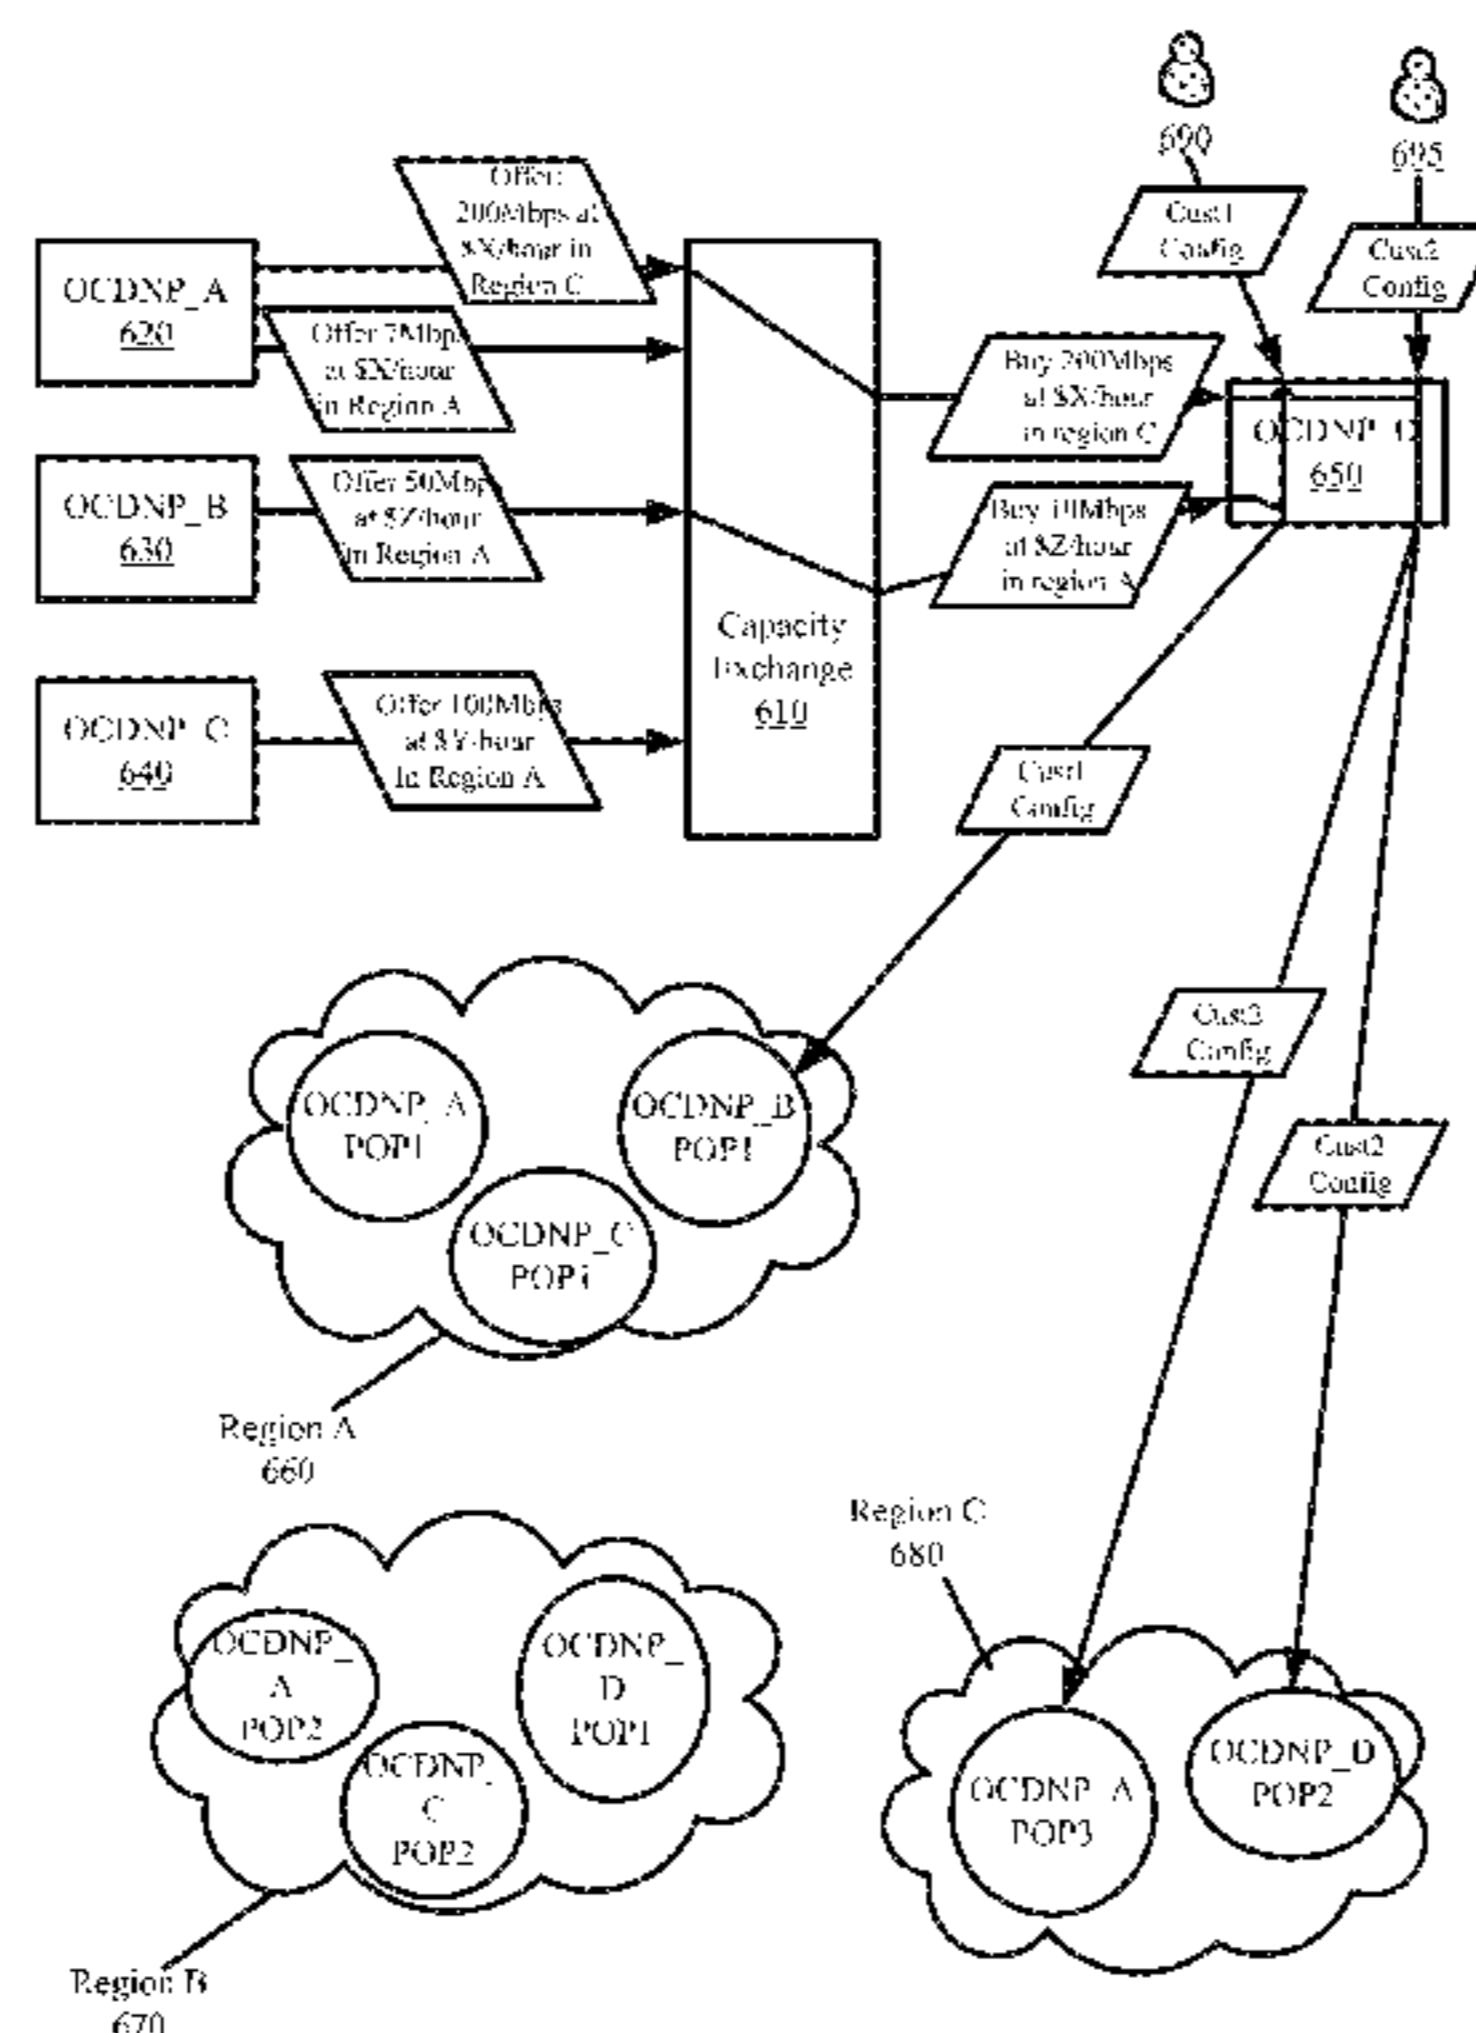 690
695
Offer:
200Mbps at
$X/hour in
Region C
Cust1
Config
Cust2
Config
OCDNP_A
620
Offer 7Mbps
at $X/hour
in Region A
Buy 200Mbps
at $X/hour
in region C
OCDNP_D
650
OCDNP_B
630
Offer 50Mbps
at $Z/hour
in Region A
Buy 10Mbps
at $Z/hour
in region A
Capacity
Exchange
610
OCDNP_C
640
Offer 100Mbps
at $Y/hour
In Region A
Cust1
Config
Cust2
Config
Cust2
Config
OCDNP_A
POP1
OCDNP_B
POP1
OCDNP_C
POP1
Region A
660
Region C
680
OCDNP_
A
POP2
OCDNP_
D
POP1
OCDNP_
C
POP2
OCDNP_A
POP3
OCDNP_D
POP2
Region B
670